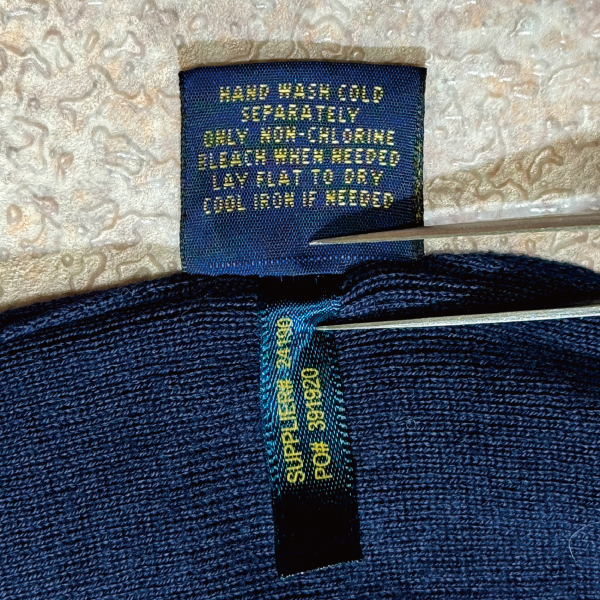 HAND WASH COLD
SEPARATELY
ONLY NON-CHLORINE
BLEACH WHEN NEEDED
LAY FLAT TO DRY
COOL IRON IF NEEDED
SUPPLIER# 24190
PO# 391920